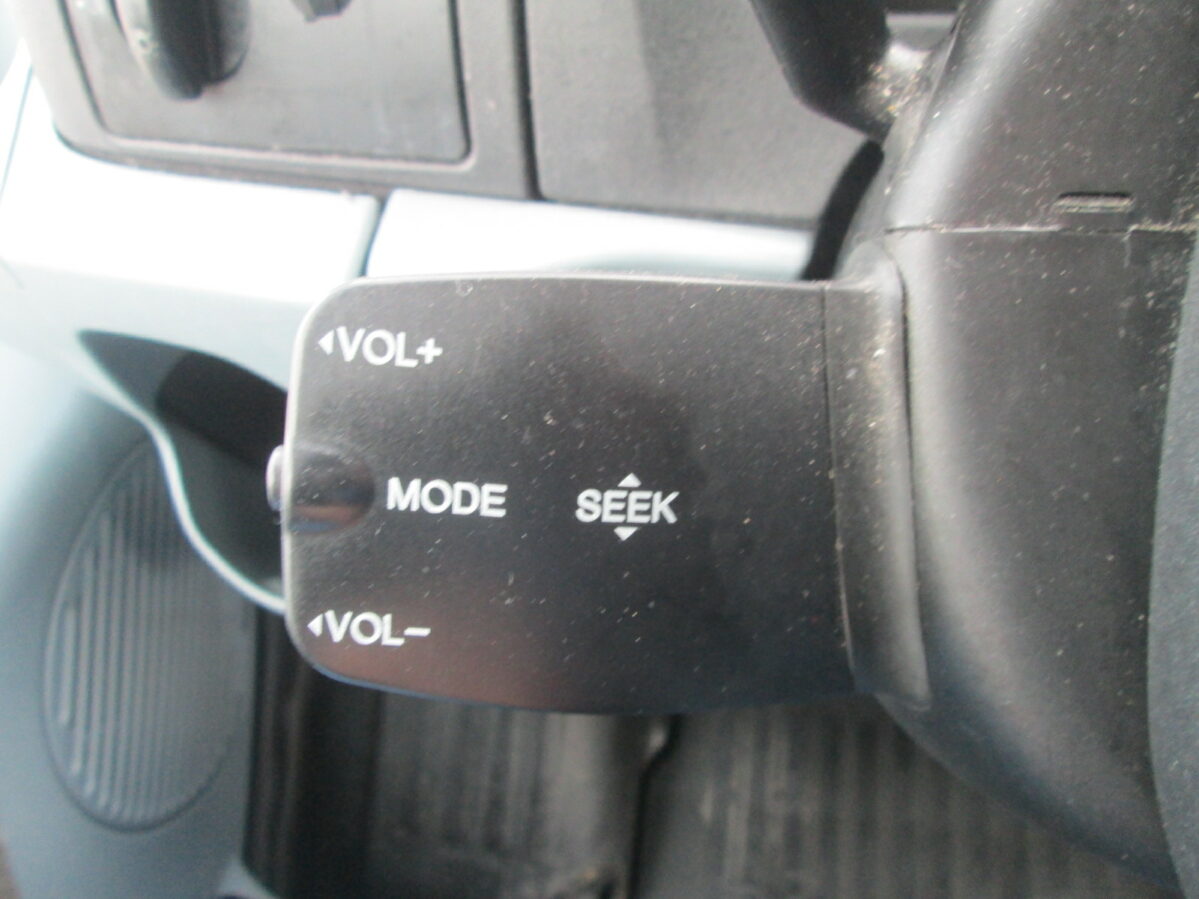 ◀VOL+
MODE
▲
SEEK
▼
◀VOL−